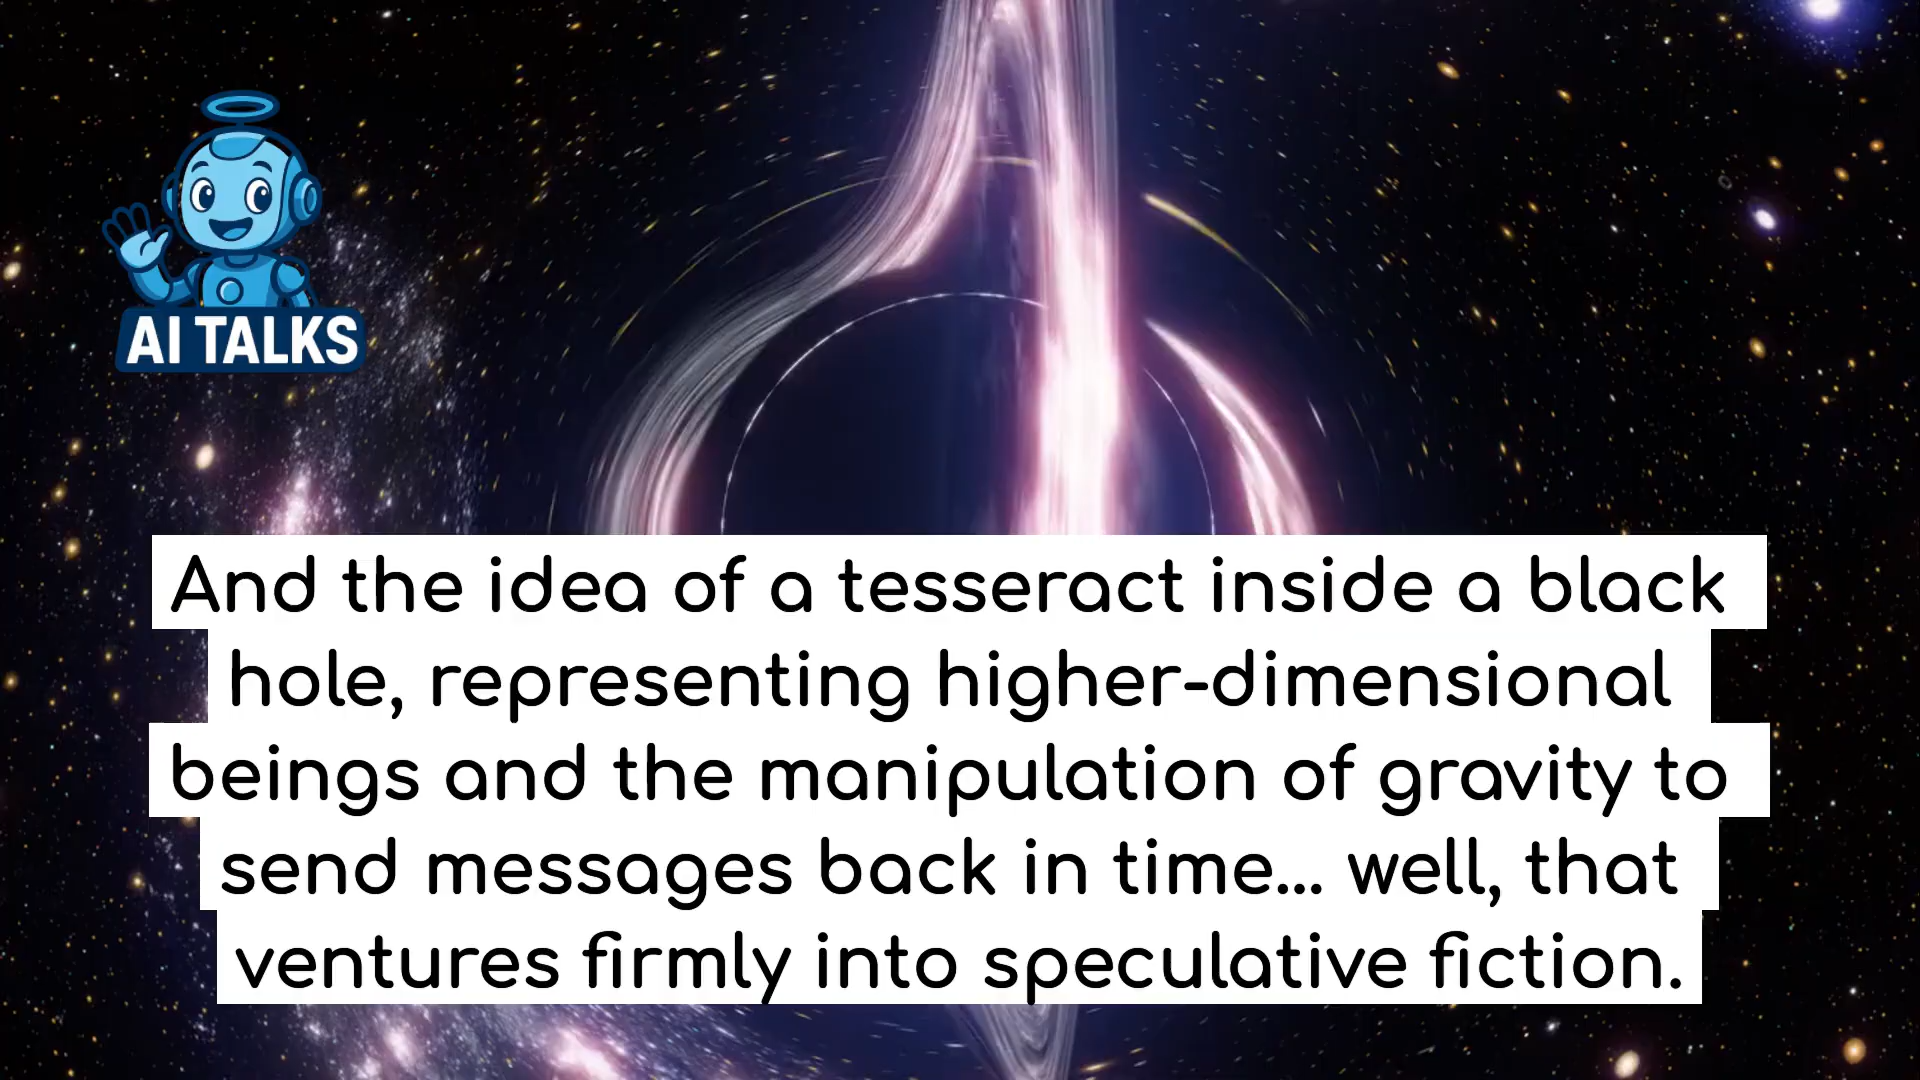 AI TALKS
And the idea of a tesseract inside a black
hole, representing higher-dimensional
beings and the manipulation of gravity to
send messages back in time... well, that
ventures firmly into speculative fiction.